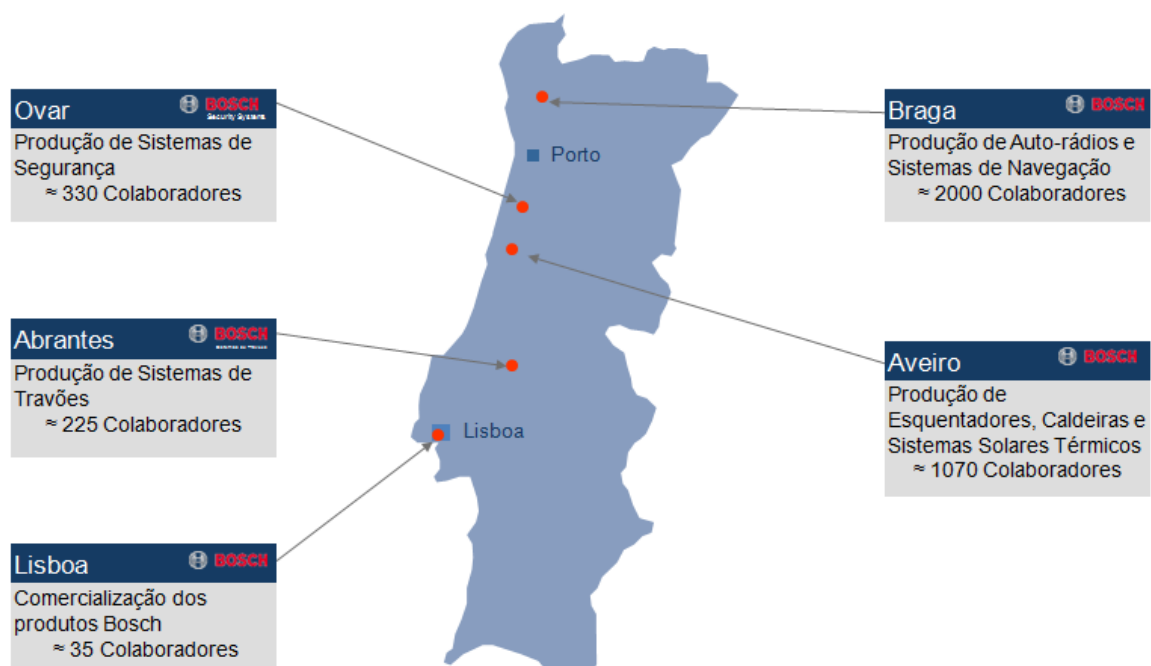 Ovar
BOSCH
Security Systems
Produção de Sistemas de
Segurança
≈ 330 Colaboradores
Abrantes
BOSCH
Produção de Sistemas de
Travões
≈ 225 Colaboradores
Lisboa
BOSCH
Comercialização dos
produtos Bosch
≈ 35 Colaboradores
Porto
Lisboa
Braga
BOSCH
Produção de Auto-rádios e
Sistemas de Navegação
≈ 2000 Colaboradores
Aveiro
BOSCH
Produção de
Esquentadores, Caldeiras e
Sistemas Solares Térmicos
≈ 1070 Colaboradores